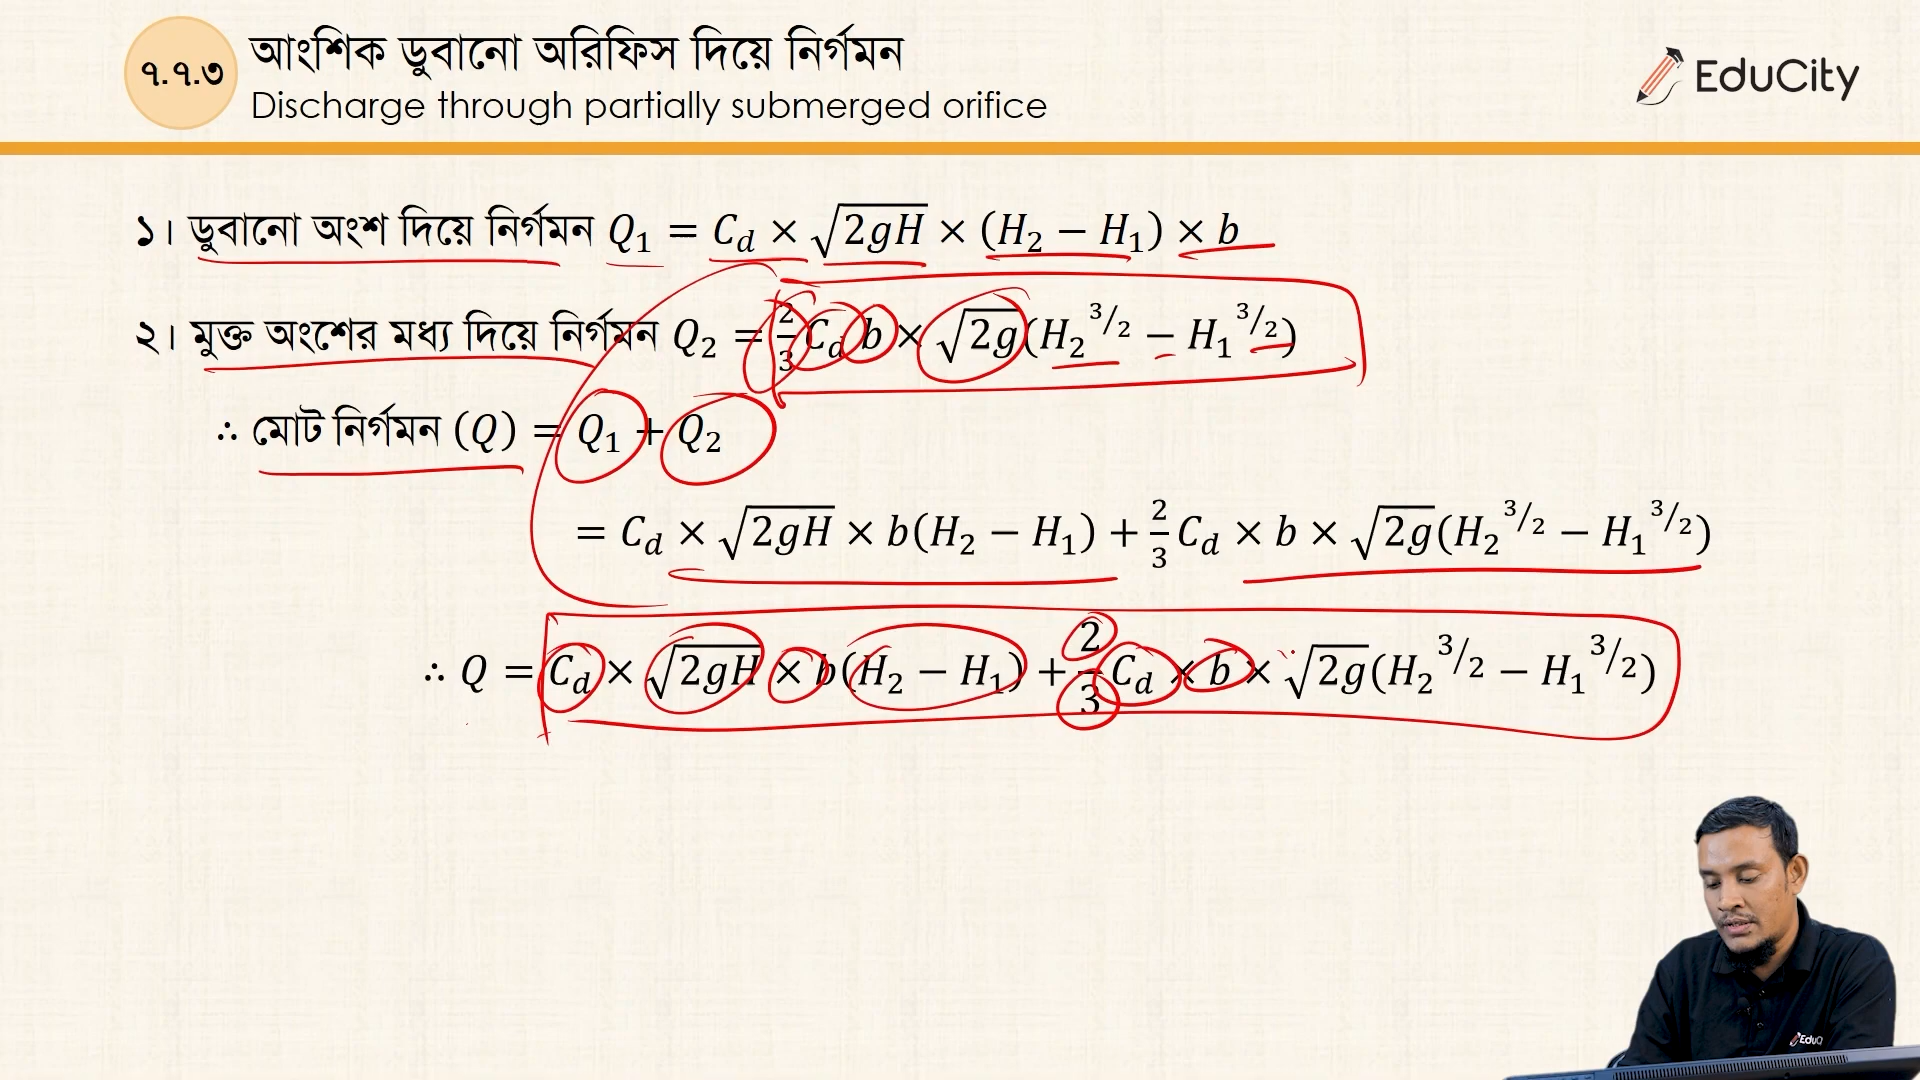 ৭.৭.৩
আংশিক ডুবানো অরিফিস দিয়ে নির্গমন
Discharge through partially submerged orifice
EduCity
১। ডুবানো অংশ দিয়ে নির্গমন Q₁ = C_d × √(2gH) × (H₂ − H₁) × b
২। মুক্ত অংশের মধ্য দিয়ে নির্গমন Q₂ = 2/3 C_d b × √(2g)(H₂^3/2 − H₁^3/2)
∴ মোট নির্গমন (Q) = Q₁ + Q₂
= C_d × √(2gH) × b(H₂ − H₁) + 2/3 C_d × b × √(2g)(H₂^3/2 − H₁^3/2)
∴ Q = C_d × √(2gH) × b(H₂ − H₁) + 2/3 C_d × b × √(2g)(H₂^3/2 − H₁^3/2)